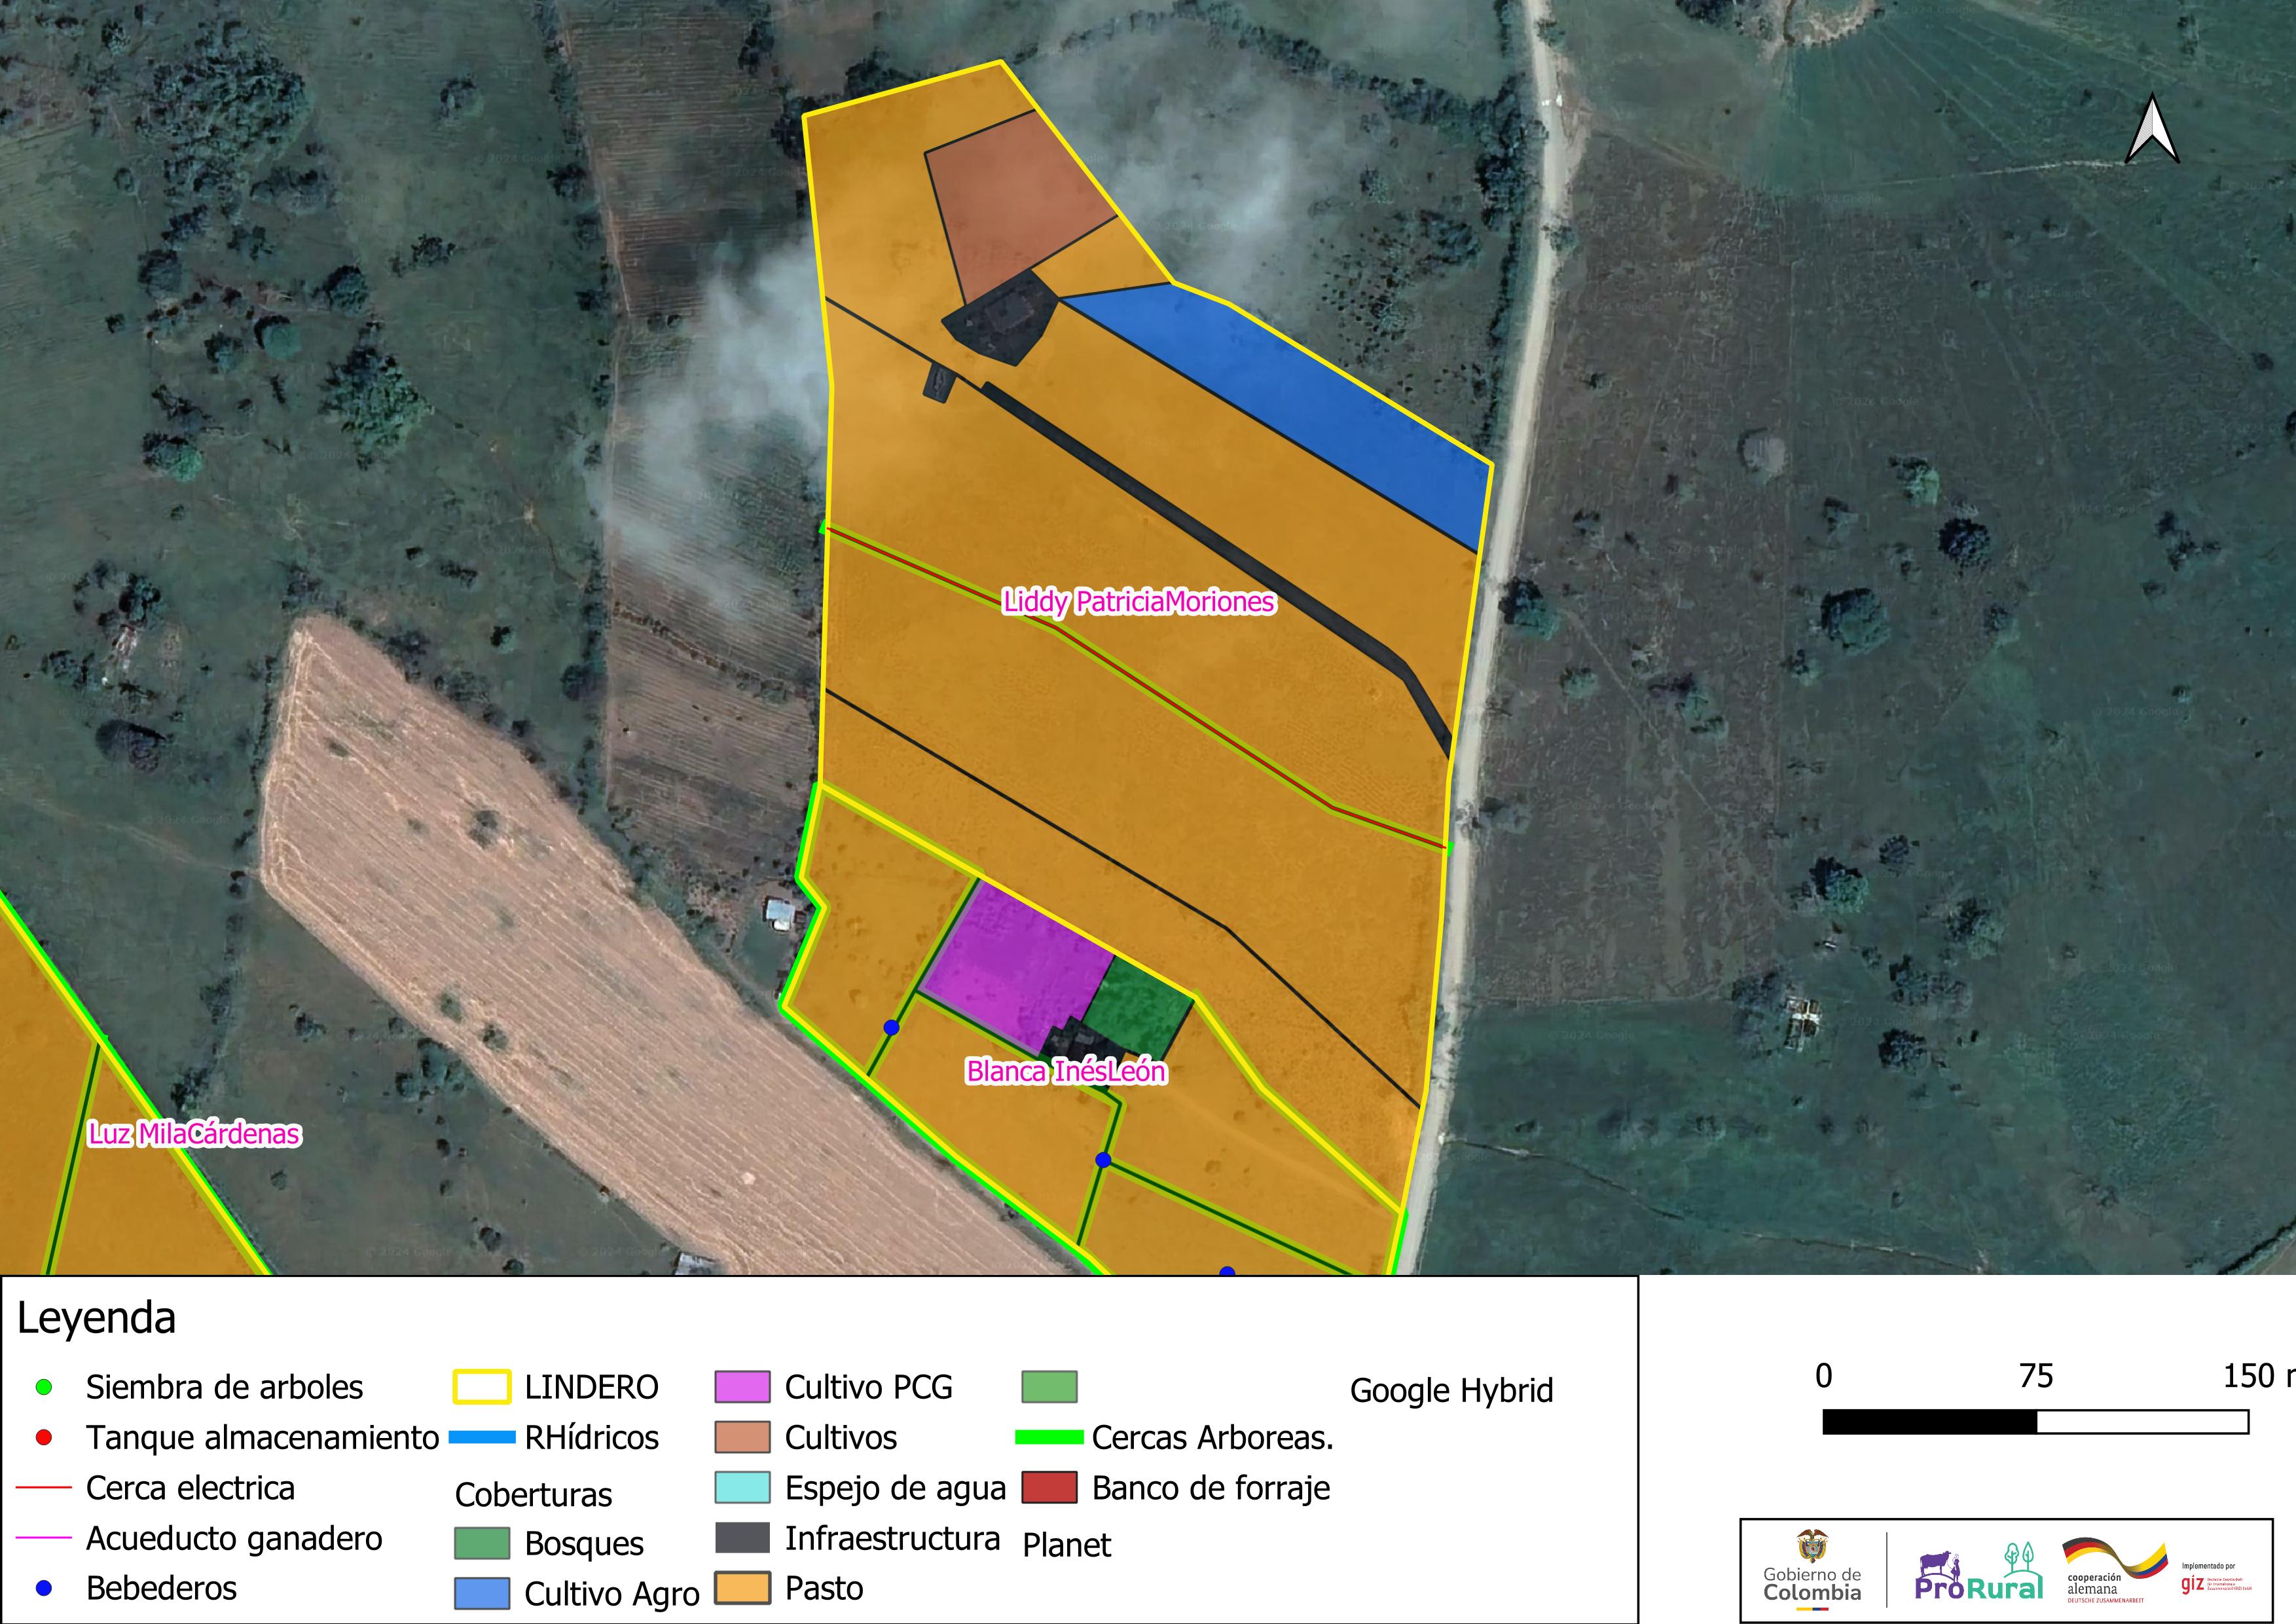 Liddy PatriciaMoriones
Blanca InésLeón
Luz MilaCárdenas
Leyenda
Siembra de arboles
Tanque almacenamiento
Cerca electrica
Acueducto ganadero
Bebederos
LINDERO
RHídricos
Coberturas
Bosques
Cultivo Agro
Cultivo PCG
Cultivos
Espejo de agua
Infraestructura
Pasto
Cercas Arboreas.
Banco de forraje
Planet
Google Hybrid
0 75 150
Gobierno de
Colombia
ProRural
cooperación
alemana
DEUTSCHE ZUSAMMENARBEIT
Implementado por
giz